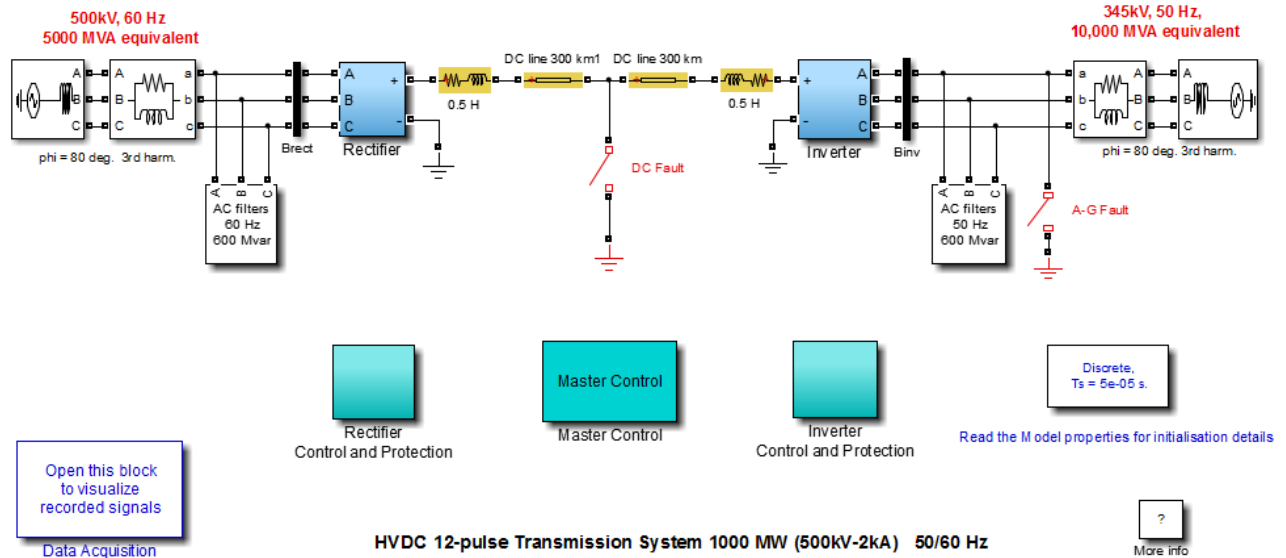 500kV, 60 Hz
5000 MVA equivalent
345kV, 50 Hz,
10,000 MVA equivalent
DC line 300 km1
DC line 300 km
A
B
C
A
B
C
a
b
c
A
B
C
+
-
0.5 H
0.5 H
+
-
A
B
C
a
b
c
A
B
C
A
B
C
phi = 80 deg. 3rd harm.
Brect
Rectifier
Inverter
Binv
phi = 80 deg. 3rd harm.
DC Fault
A
B
C
AC filters
60 Hz
600 Mvar
A
B
C
AC filters
50 Hz
600 Mvar
A-G Fault
Rectifier
Control and Protection
Master Control
Master Control
Inverter
Control and Protection
Discrete,
Ts = 5e-05 s.
Read the Model properties for initialisation details
Open this block
to visualize
recorded signals
Data Acquisition
HVDC 12-pulse Transmission System 1000 MW (500kV-2kA) 50/60 Hz
?
More info